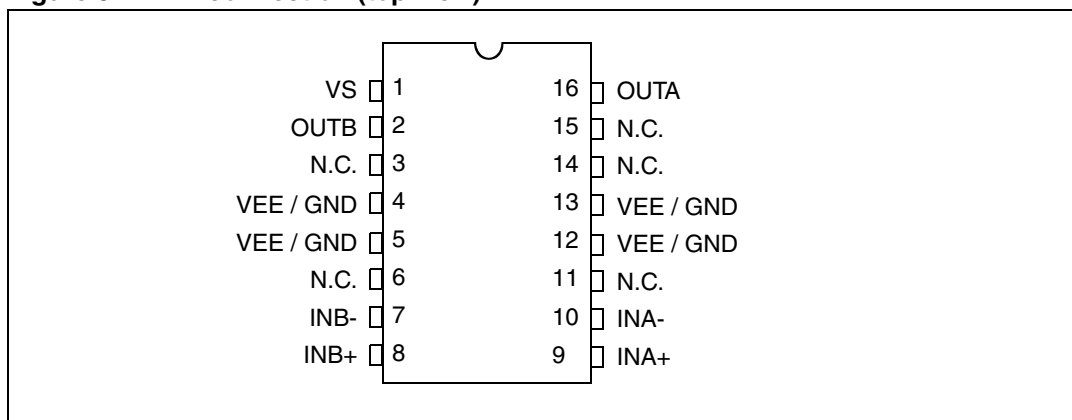 VS 1 16 OUTA
OUTB 2 15 N.C.
N.C. 3 14 N.C.
VEE / GND 4 13 VEE / GND
VEE / GND 5 12 VEE / GND
N.C. 6 11 N.C.
INB- 7 10 INA-
INB+ 8 9 INA+